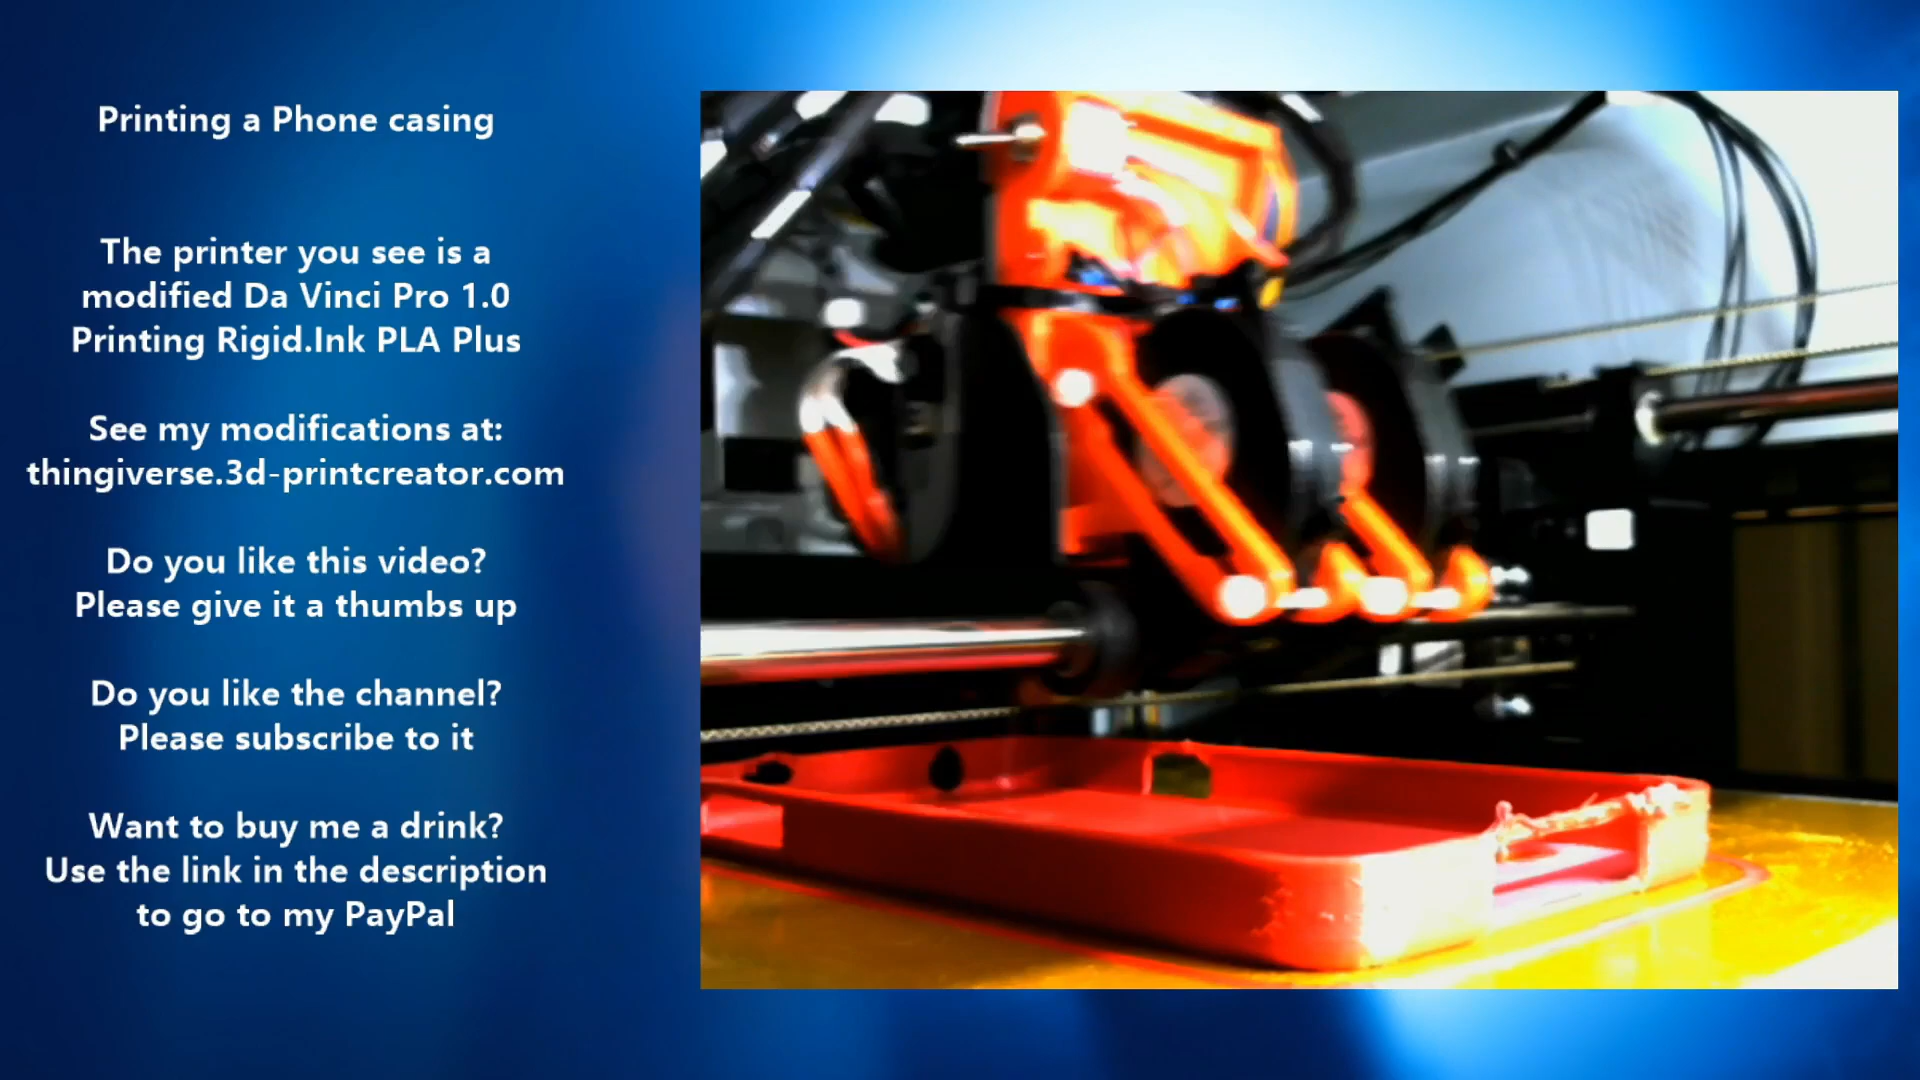 Printing a Phone casing
The printer you see is a
modified Da Vinci Pro 1.0
Printing Rigid.Ink PLA Plus
See my modifications at:
thingiverse.3d-printcreator.com
Do you like this video?
Please give it a thumbs up
Do you like the channel?
Please subscribe to it
Want to buy me a drink?
Use the link in the description
to go to my PayPal